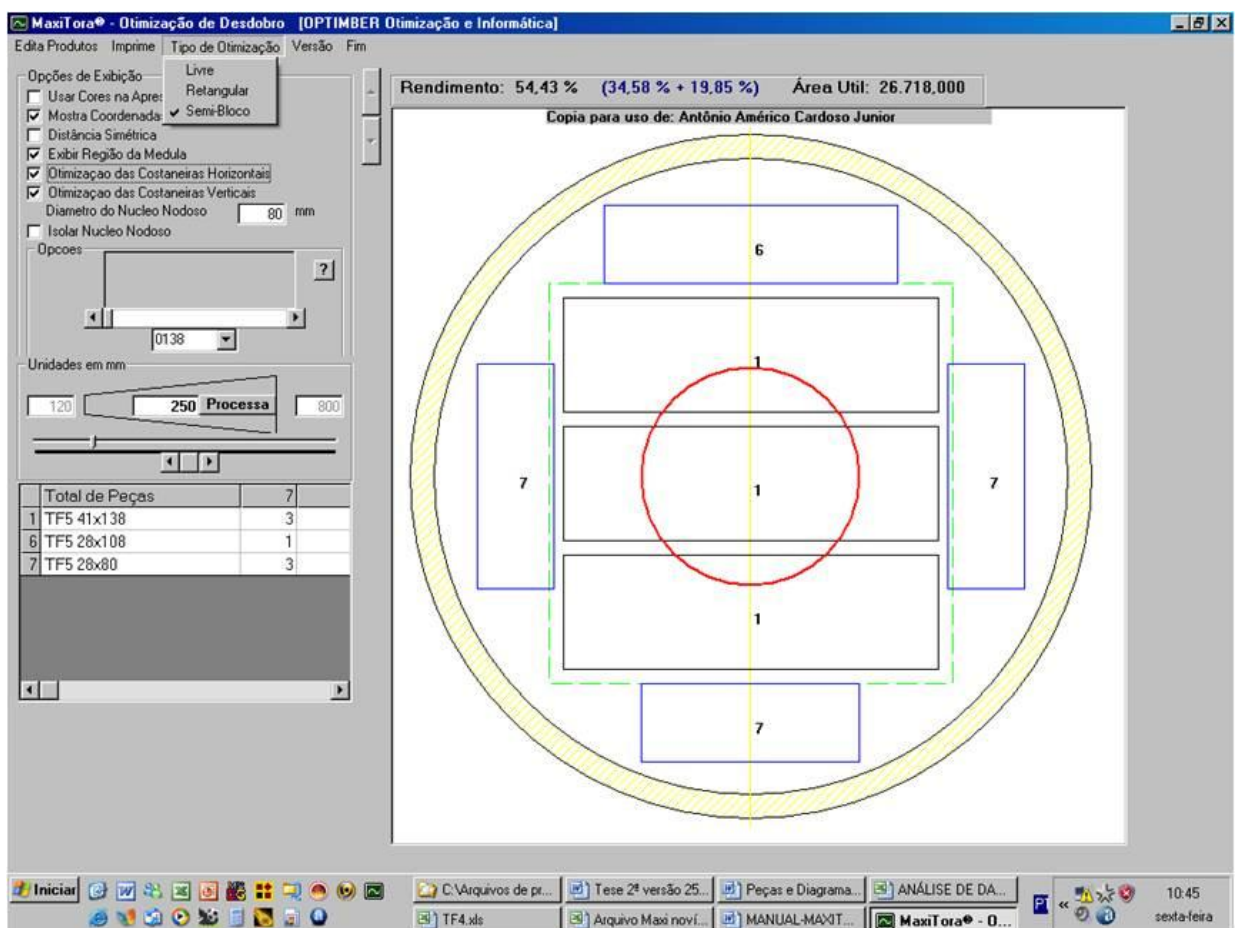 MaxiTora® - Otimização de Desdobro [OPTIMBER Otimização e Informática]
Edita Produtos Imprime Tipo de Otimização Versão Fim
Livre
Retangular
✓ Semi-Bloco
Opções de Exibição
Usar Cores na Apres
Mostra Coordenada
Distância Simétrica
Exibir Região da Medula
Otimizaçao das Costaneiras Horizontais
Otimizaçao das Costaneiras Verticais
Diametro do Nucleo Nodoso 80 mm
Isolar Nucleo Nodoso
Opcoes
?
0138
Unidades em mm
120 250 Processa 800
Total de Peças 7
1 TF5 41x138 3
6 TF5 28x108 1
7 TF5 28x80 3
Rendimento: 54,43 % (34,58 % + 19,85 %) Área Util: 26.718,000
Copia para uso de: Antônio Américo Cardoso Junior
6
1
7 1 7
1
7
Iniciar
C:\Arquivos de pr... Tese 2ª versão 25... Peças e Diagrama... ANÁLISE DE DA...
TF4.xls Arquivo Maxi noví... MANUAL-MAXIT... MaxiTora® - O...
PT « 10:45
sexta-feira